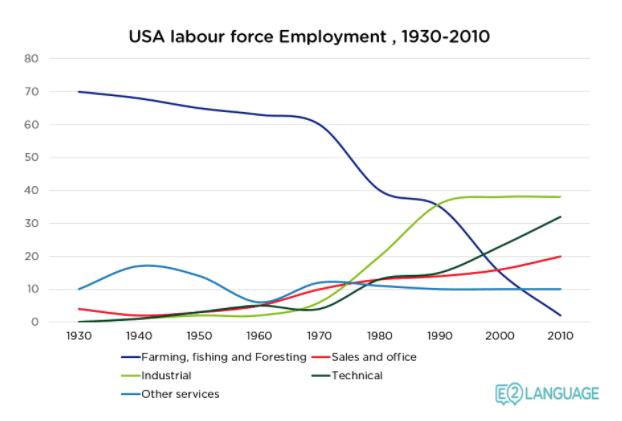 USA labour force Employment , 1930-2010
80
70
60
50
40
30
20
10
0
1930 1940 1950 1960 1970 1980 1990 2000 2010
Farming, fishing and Foresting Sales and office
Industrial Technical
Other services
E2 LANGUAGE